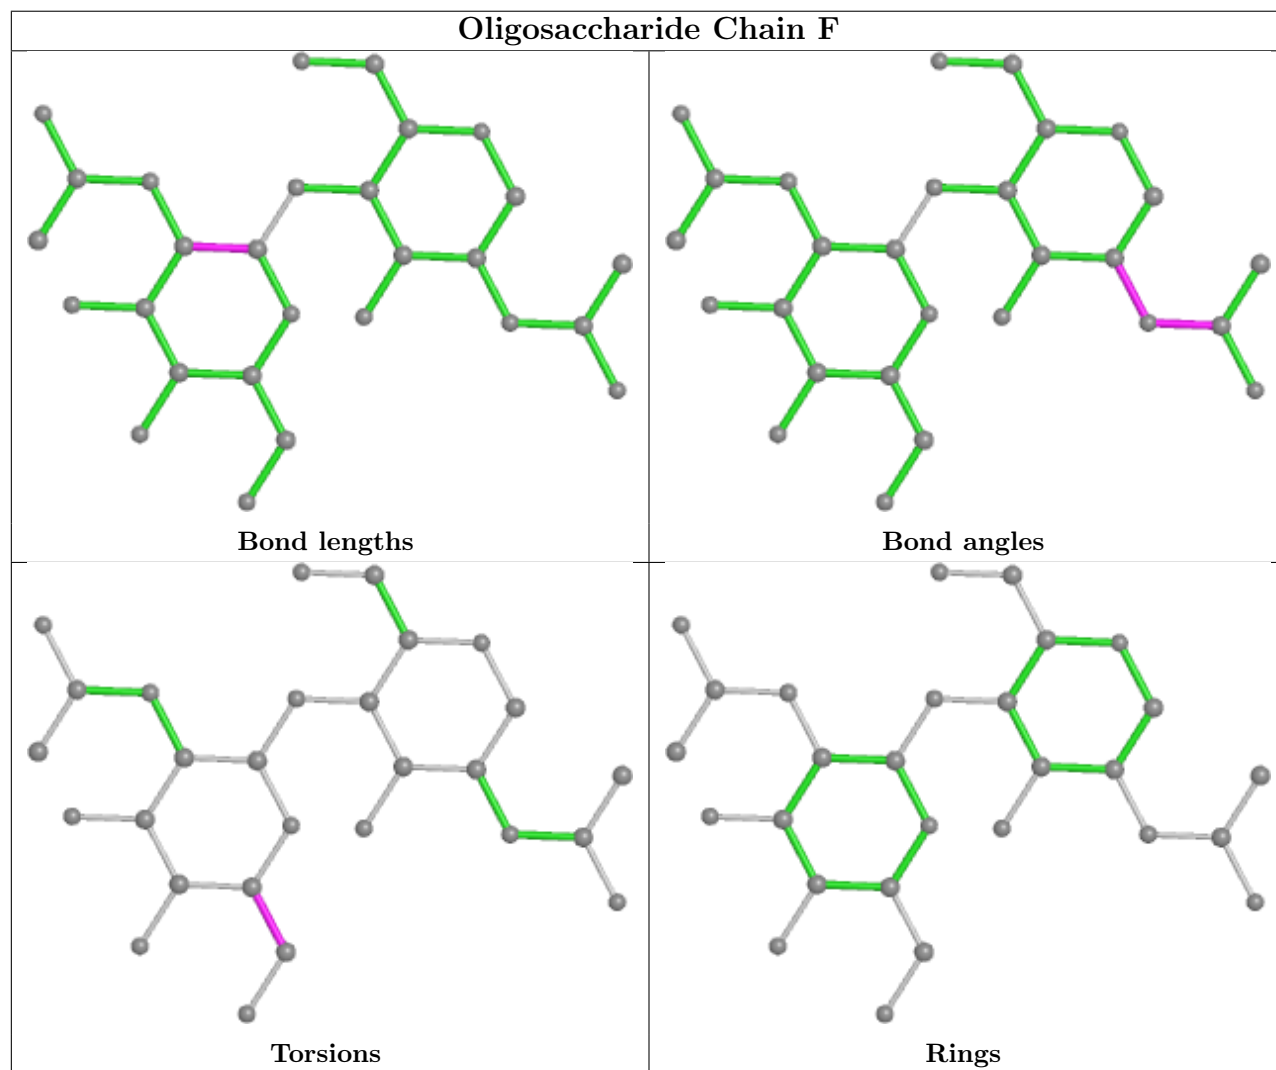 Oligosaccharide Chain F
Bond lengths
Bond angles
Torsions
Rings